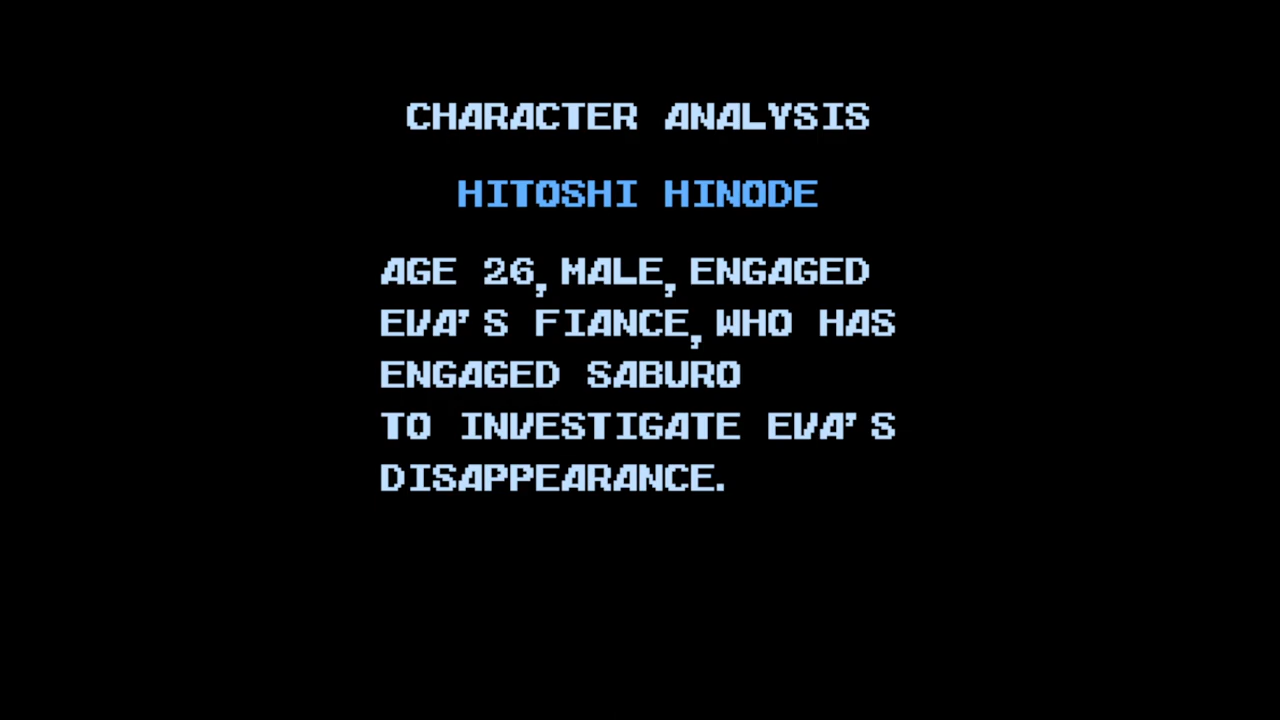 CHARACTER ANALYSIS
HITOSHI HINODE
AGE 26, MALE, ENGAGED
EVA'S FIANCE, WHO HAS
ENGAGED SABURO
TO INVESTIGATE EVA'S
DISAPPEARANCE.